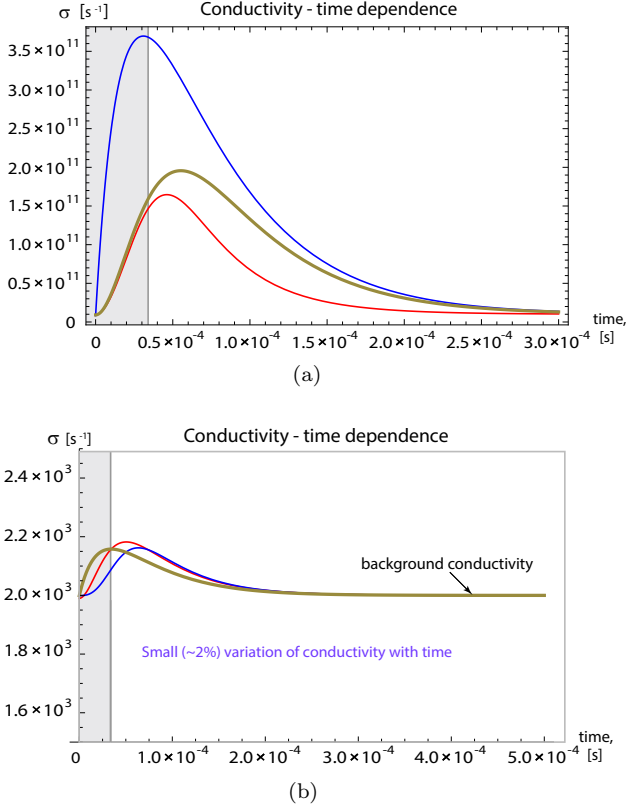 Conductivity - time dependence
σ [s⁻¹]
3.5×10¹¹
3.0×10¹¹
2.5×10¹¹
2.0×10¹¹
1.5×10¹¹
1.0×10¹¹
0.5×10¹¹
0
0 0.5×10⁻⁴ 1.0×10⁻⁴ 1.5×10⁻⁴ 2.0×10⁻⁴ 2.5×10⁻⁴ 3.0×10⁻⁴
time, [s]
(a)
Conductivity - time dependence
σ [s⁻¹]
2.4×10³
2.2×10³
2.0×10³
1.8×10³
1.6×10³
background conductivity
Small (~2%) variation of conductivity with time
0 1.0×10⁻⁴ 2.0×10⁻⁴ 3.0×10⁻⁴ 4.0×10⁻⁴ 5.0×10⁻⁴
time, [s]
(b)